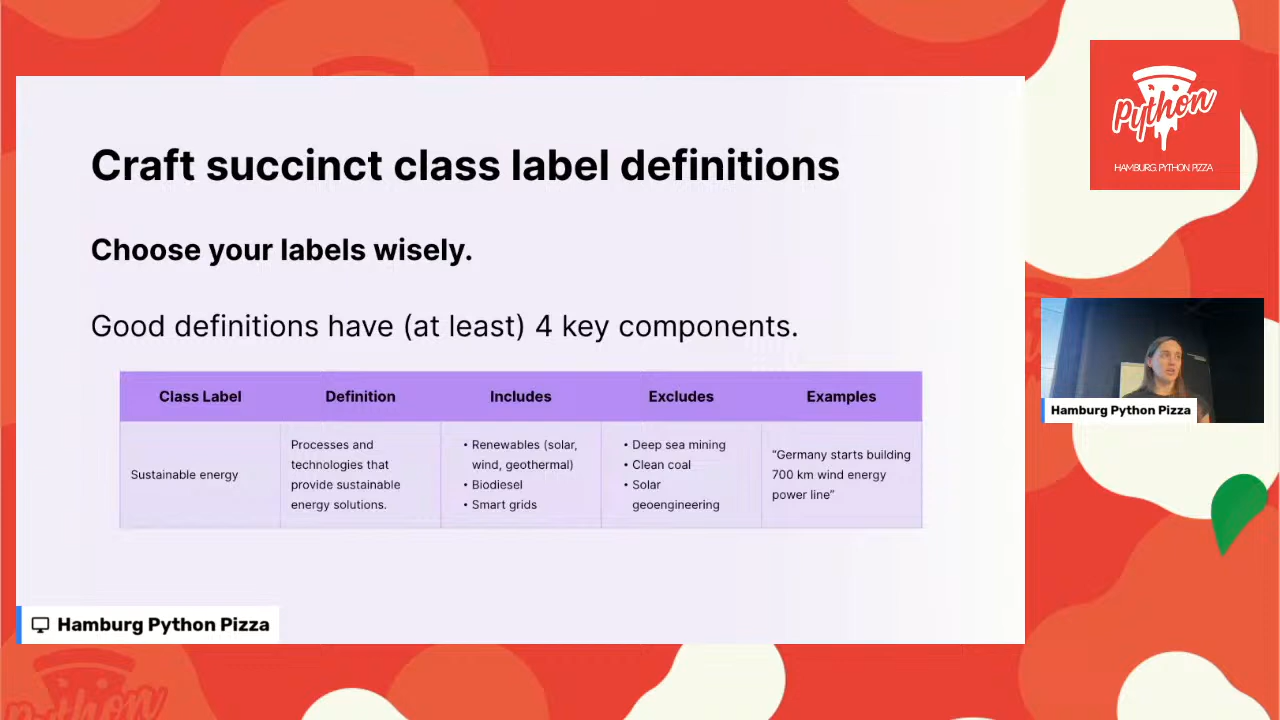 Craft succinct class label definitions
Choose your labels wisely.
Good definitions have (at least) 4 key components.
Class Label
Definition
Includes
Excludes
Examples
Sustainable energy
Processes and
technologies that
provide sustainable
energy solutions.
• Renewables (solar,
wind, geothermal)
• Biodiesel
• Smart grids
• Deep sea mining
• Clean coal
• Solar
geoengineering
"Germany starts building
700 km wind energy
power line"
Hamburg Python Pizza
Python
HAMBURG.PYTHON.PIZZA
Hamburg Python Pizza
Python